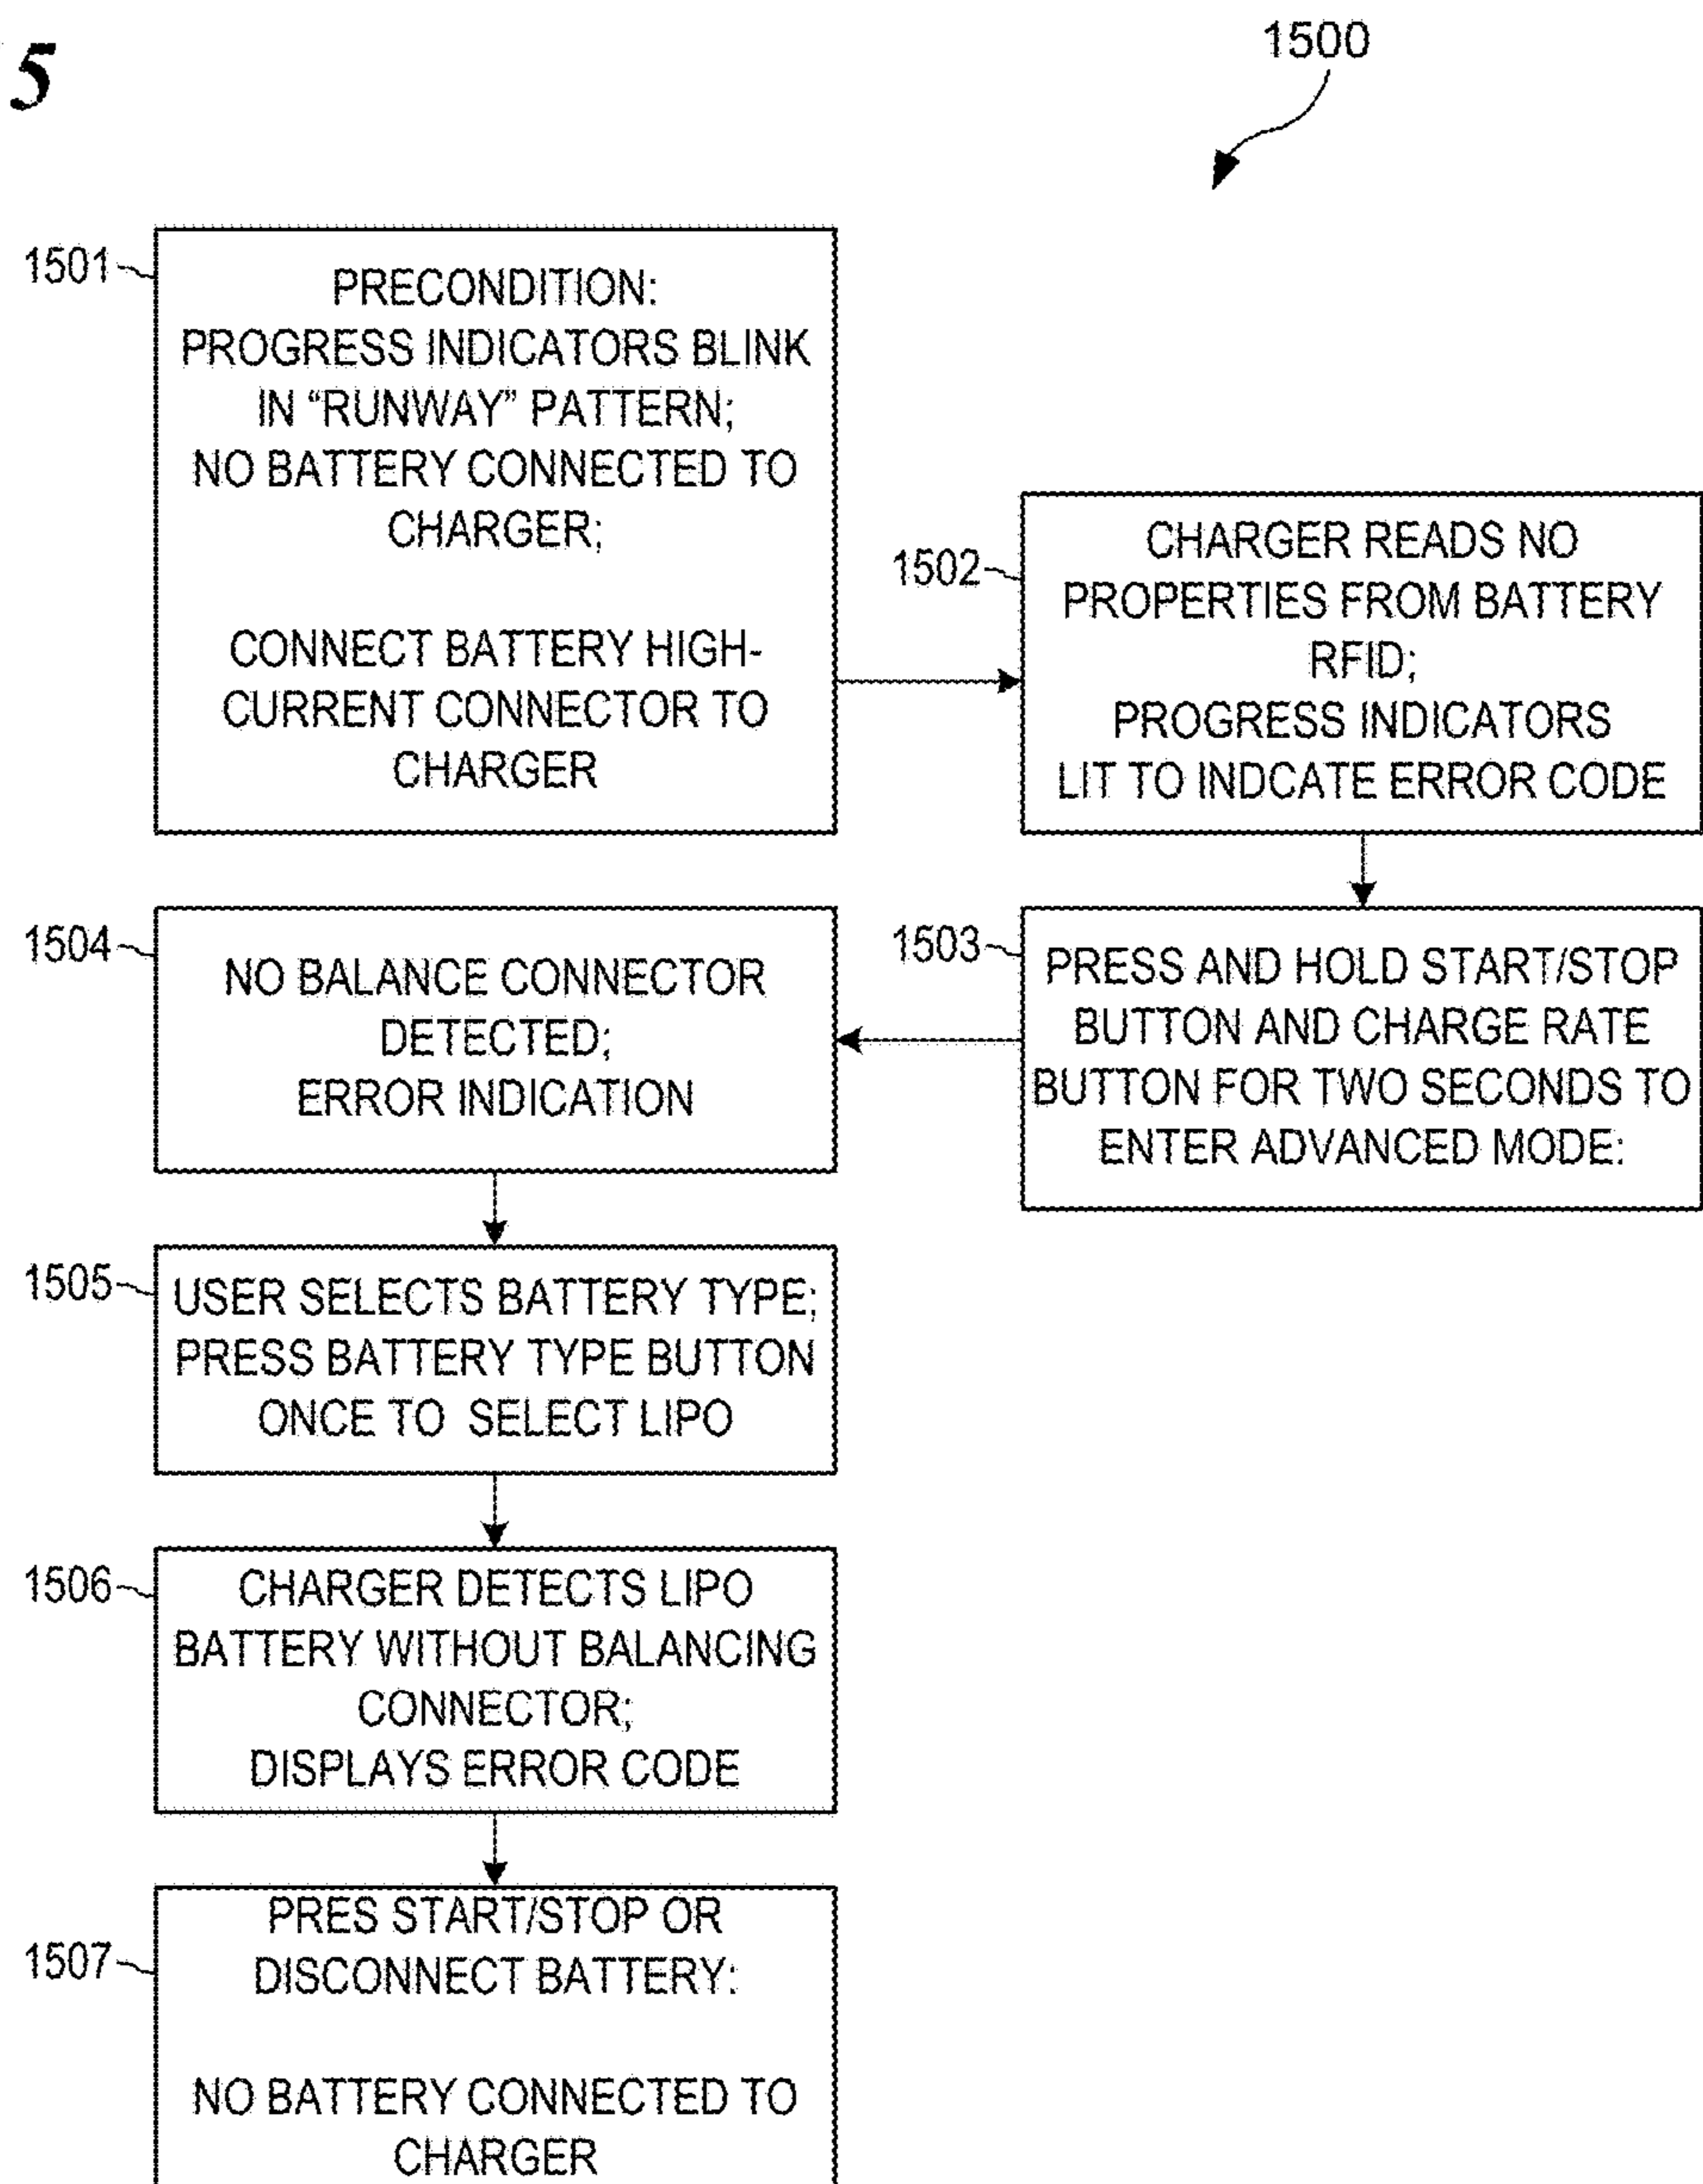 5
1500
1501
PRECONDITION:
PROGRESS INDICATORS BLINK
IN “RUNWAY” PATTERN;
NO BATTERY CONNECTED TO
CHARGER;
CONNECT BATTERY HIGH-
CURRENT CONNECTOR TO
CHARGER
1502
CHARGER READS NO
PROPERTIES FROM BATTERY
RFID;
PROGRESS INDICATORS
LIT TO INDCATE ERROR CODE
1503
PRESS AND HOLD START/STOP
BUTTON AND CHARGE RATE
BUTTON FOR TWO SECONDS TO
ENTER ADVANCED MODE:
1504
NO BALANCE CONNECTOR
DETECTED;
ERROR INDICATION
1505
USER SELECTS BATTERY TYPE;
PRESS BATTERY TYPE BUTTON
ONCE TO SELECT LIPO
1506
CHARGER DETECTS LIPO
BATTERY WITHOUT BALANCING
CONNECTOR;
DISPLAYS ERROR CODE
1507
PRES START/STOP OR
DISCONNECT BATTERY:
NO BATTERY CONNECTED TO
CHARGER